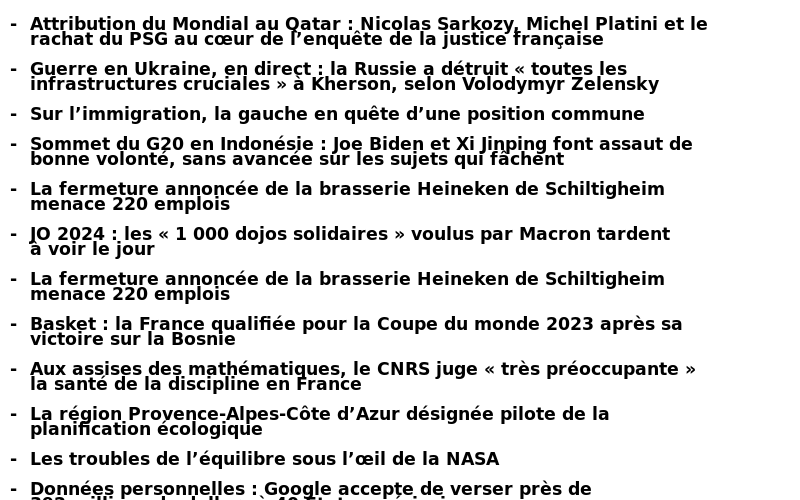 - Attribution du Mondial au Qatar : Nicolas Sarkozy, Michel Platini et le
rachat du PSG au cœur de l’enquête de la justice française
- Guerre en Ukraine, en direct : la Russie a détruit « toutes les
infrastructures cruciales » à Kherson, selon Volodymyr Zelensky
- Sur l’immigration, la gauche en quête d’une position commune
- Sommet du G20 en Indonésie : Joe Biden et Xi Jinping font assaut de
bonne volonté, sans avancée sur les sujets qui fâchent
- La fermeture annoncée de la brasserie Heineken de Schiltigheim
menace 220 emplois
- JO 2024 : les « 1 000 dojos solidaires » voulus par Macron tardent
à voir le jour
- La fermeture annoncée de la brasserie Heineken de Schiltigheim
menace 220 emplois
- Basket : la France qualifiée pour la Coupe du monde 2023 après sa
victoire sur la Bosnie
- Aux assises des mathématiques, le CNRS juge « très préoccupante »
la santé de la discipline en France
- La région Provence-Alpes-Côte d’Azur désignée pilote de la
planification écologique
- Les troubles de l’équilibre sous l’œil de la NASA
- Données personnelles : Google accepte de verser près de